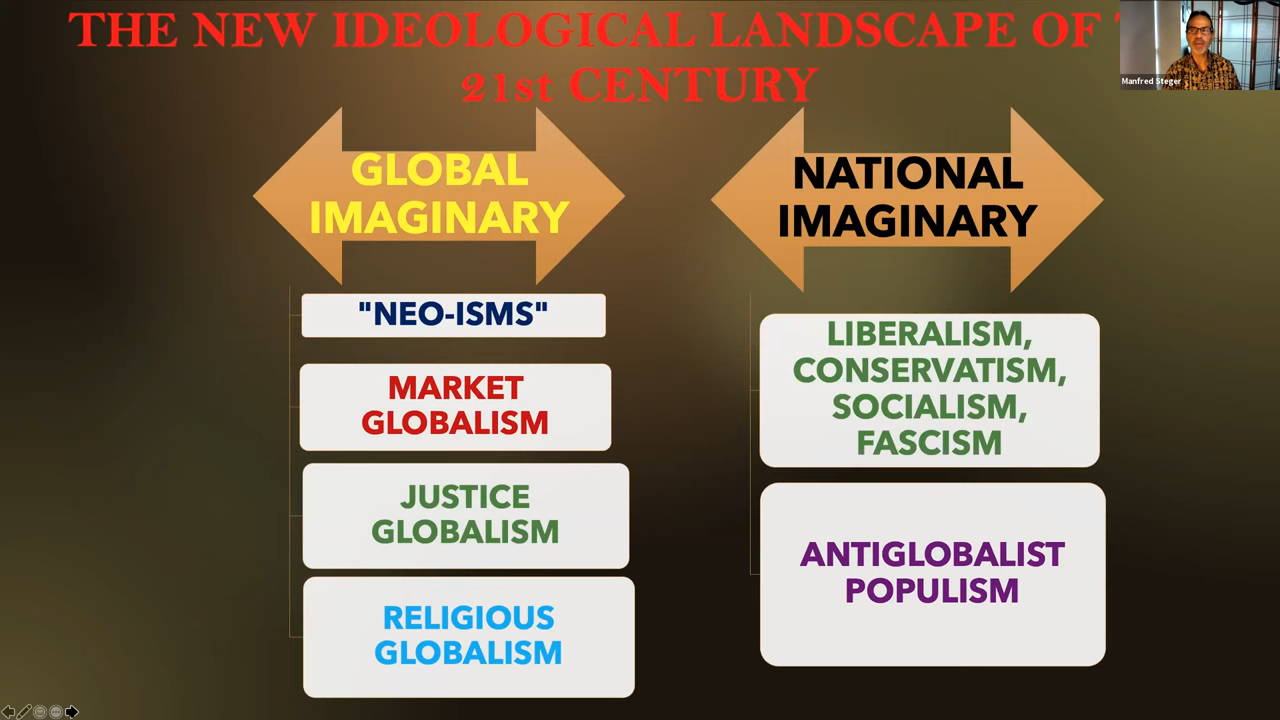 THE NEW IDEOLOGICAL LANDSCAPE OF
21st CENTURY
Manfred Steger
GLOBAL
IMAGINARY
"NEO-ISMS"
MARKET
GLOBALISM
JUSTICE
GLOBALISM
RELIGIOUS
GLOBALISM
NATIONAL
IMAGINARY
LIBERALISM,
CONSERVATISM,
SOCIALISM,
FASCISM
ANTIGLOBALIST
POPULISM